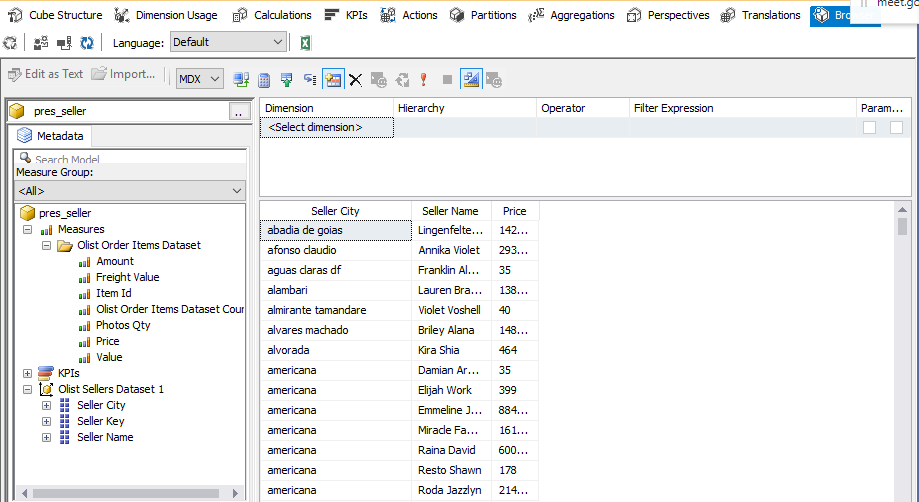 Cube Structure Dimension Usage Calculations KPIs Actions Partitions Aggregations Perspectives Translations meet.go
Language: Default
Edit as Text Import... MDX
pres_seller ..
Metadata
Search Model
Measure Group:
<All>
pres_seller
Measures
Olist Order Items Dataset
Amount
Freight Value
Item Id
Olist Order Items Dataset Cour
Photos Qty
Price
Value
KPIs
Olist Sellers Dataset 1
Seller City
Seller Key
Seller Name
Dimension Hierarchy Operator Filter Expression Param...
<Select dimension>
Seller City Seller Name Price
abadia de goias Lingenfelte... 142...
afonso claudio Annika Violet 293...
aguas claras df Franklin Al... 35
alambari Lauren Bra... 138...
almirante tamandare Violet Voshell 40
alvares machado Briley Alana 148...
alvorada Kira Shia 464
americana Damian Ar... 35
americana Elijah Work 399
americana Emmeline J... 884...
americana Miracle Fa... 161...
americana Raina David 600...
americana Resto Shawn 178
americana Roda Jazzlyn 214...